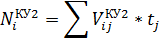 N_i^{КУ2} = ∑ V_{ij}^{КУ2} * t_j